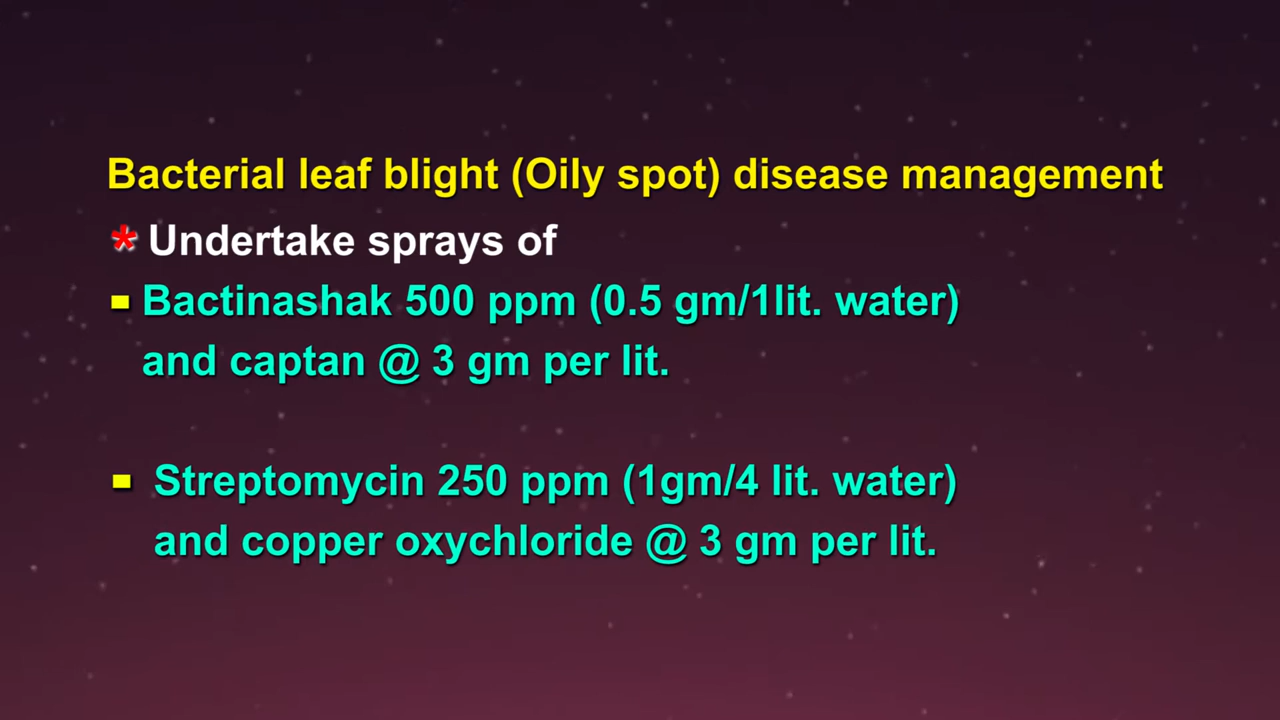 Bacterial leaf blight (Oily spot) disease management
* Undertake sprays of
- Bactinashak 500 ppm (0.5 gm/1lit. water)
and captan @ 3 gm per lit.
- Streptomycin 250 ppm (1gm/4 lit. water)
and copper oxychloride @ 3 gm per lit.